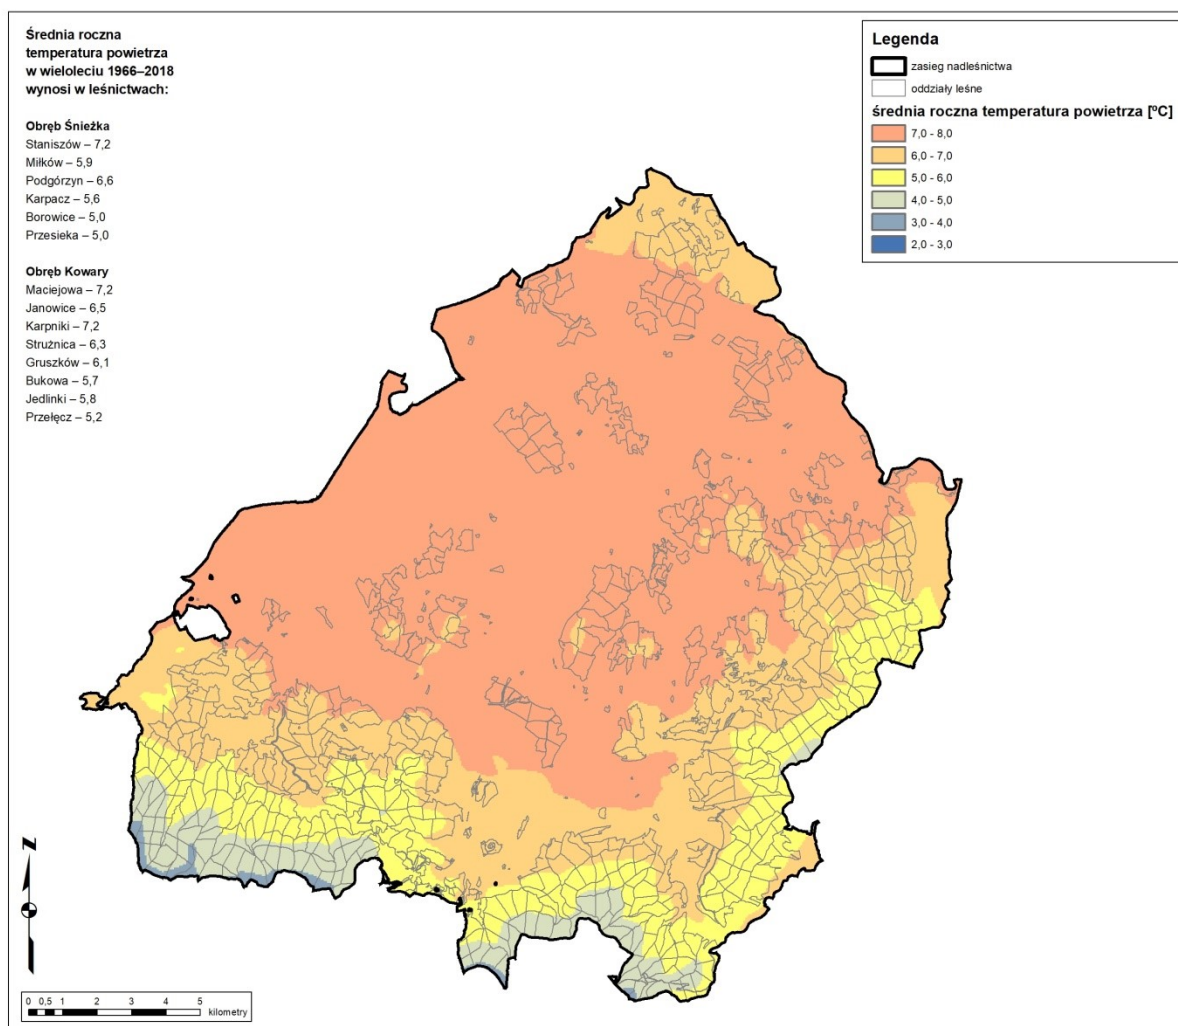 Średnia roczna
temperatura powietrza
w wieloleciu 1966–2018
wynosi w leśnictwach:
Obręb Śnieżka
Staniszów – 7,2
Miłków – 5,9
Podgórzyn – 6,6
Karpacz – 5,6
Borowice – 5,0
Przesieka – 5,0
Obręb Kowary
Maciejowa – 7,2
Janowice – 6,5
Karpniki – 7,2
Strużnica – 6,3
Gruszków – 6,1
Bukowa – 5,7
Jedlinki – 5,8
Przełęcz – 5,2
Legenda
zasięg nadleśnictwa
oddziały leśne
średnia roczna temperatura powietrza [ºC]
7,0 - 8,0
6,0 - 7,0
5,0 - 6,0
4,0 - 5,0
3,0 - 4,0
2,0 - 3,0
N
0 0,5 1 2 3 4 5
kilometry